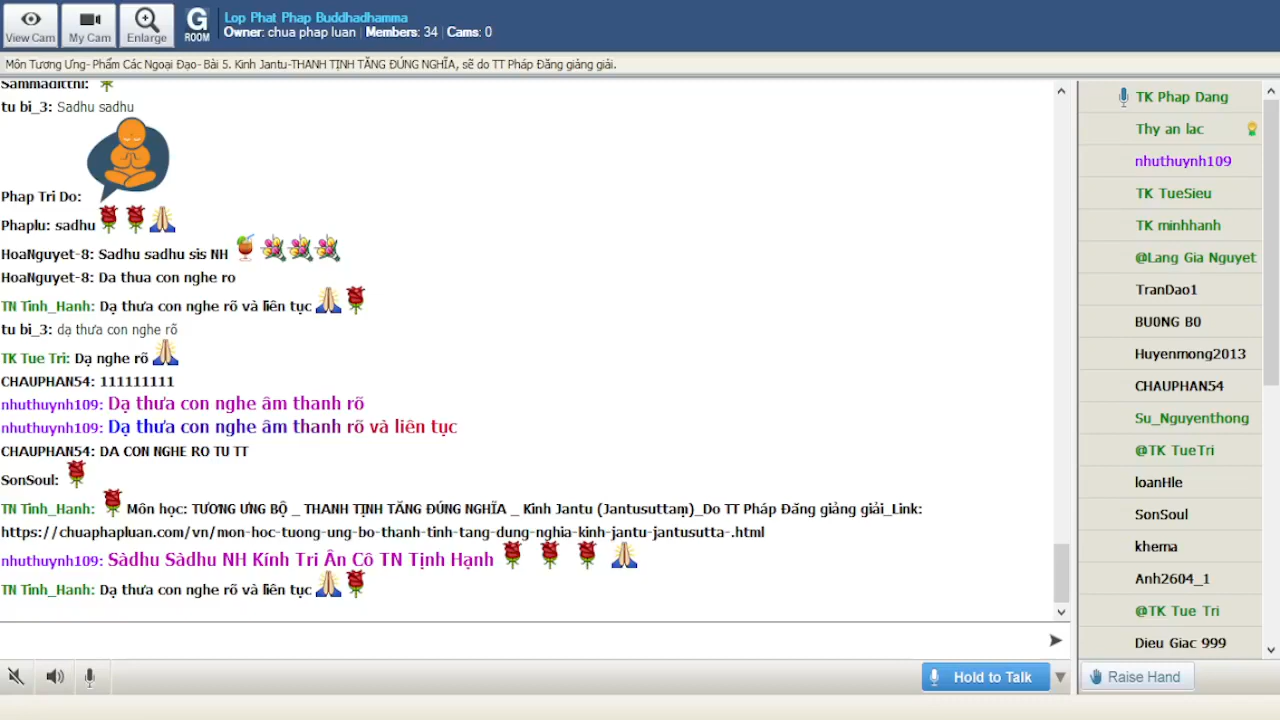 View Cam
My Cam
Enlarge
G
ROOM
Lop Phat Phap Buddhadhamma
Owner: chua phap luan | Members: 34 | Cams: 0
Môn Tương Ưng- Phẩm Các Ngoại Đạo- Bài 5. Kinh Jantu-THANH TỊNH TĂNG ĐÚNG NGHĨA, sẽ do TT Pháp Đăng giảng giải.
Sammaditthi:
tu bi_3: Sadhu sadhu
Phap Tri Do:
Phaplu: sadhu
HoaNguyet-8: Sadhu sadhu sis NH
HoaNguyet-8: Da thua con nghe ro
TN Tinh_Hanh: Dạ thưa con nghe rõ và liên tục
tu bi_3: dạ thưa con nghe rõ
TK Tue Tri: Dạ nghe rõ
CHAUPHAN54: 111111111
nhuthuynh109: Dạ thưa con nghe âm thanh rõ
nhuthuynh109: Dạ thưa con nghe âm thanh rõ và liên tục
CHAUPHAN54: DA CON NGHE RO TU TT
SonSoul:
TN Tinh_Hanh: Môn học: TƯƠNG ƯNG BỘ _ THANH TỊNH TĂNG ĐÚNG NGHĨA _ Kinh Jantu (Jantusuttaṃ)_Do TT Pháp Đăng giảng giải_Link:
https://chuaphapluan.com/vn/mon-hoc-tuong-ung-bo-thanh-tinh-tang-dung-nghia-kinh-jantu-jantusutta-.html
nhuthuynh109: Sàdhu Sàdhu NH Kính Tri Ân Cô TN Tịnh Hạnh
TN Tinh_Hanh: Dạ thưa con nghe rõ và liên tục
Hold to Talk
TK Phap Dang
Thy an lac
nhuthuynh109
TK TueSieu
TK minhhanh
@Lang Gia Nguyet
TranDao1
BU0NG B0
Huyenmong2013
CHAUPHAN54
Su_Nguyenthong
@TK TueTri
loanHle
SonSoul
khema
Anh2604_1
@TK Tue Tri
Dieu Giac 999
Raise Hand